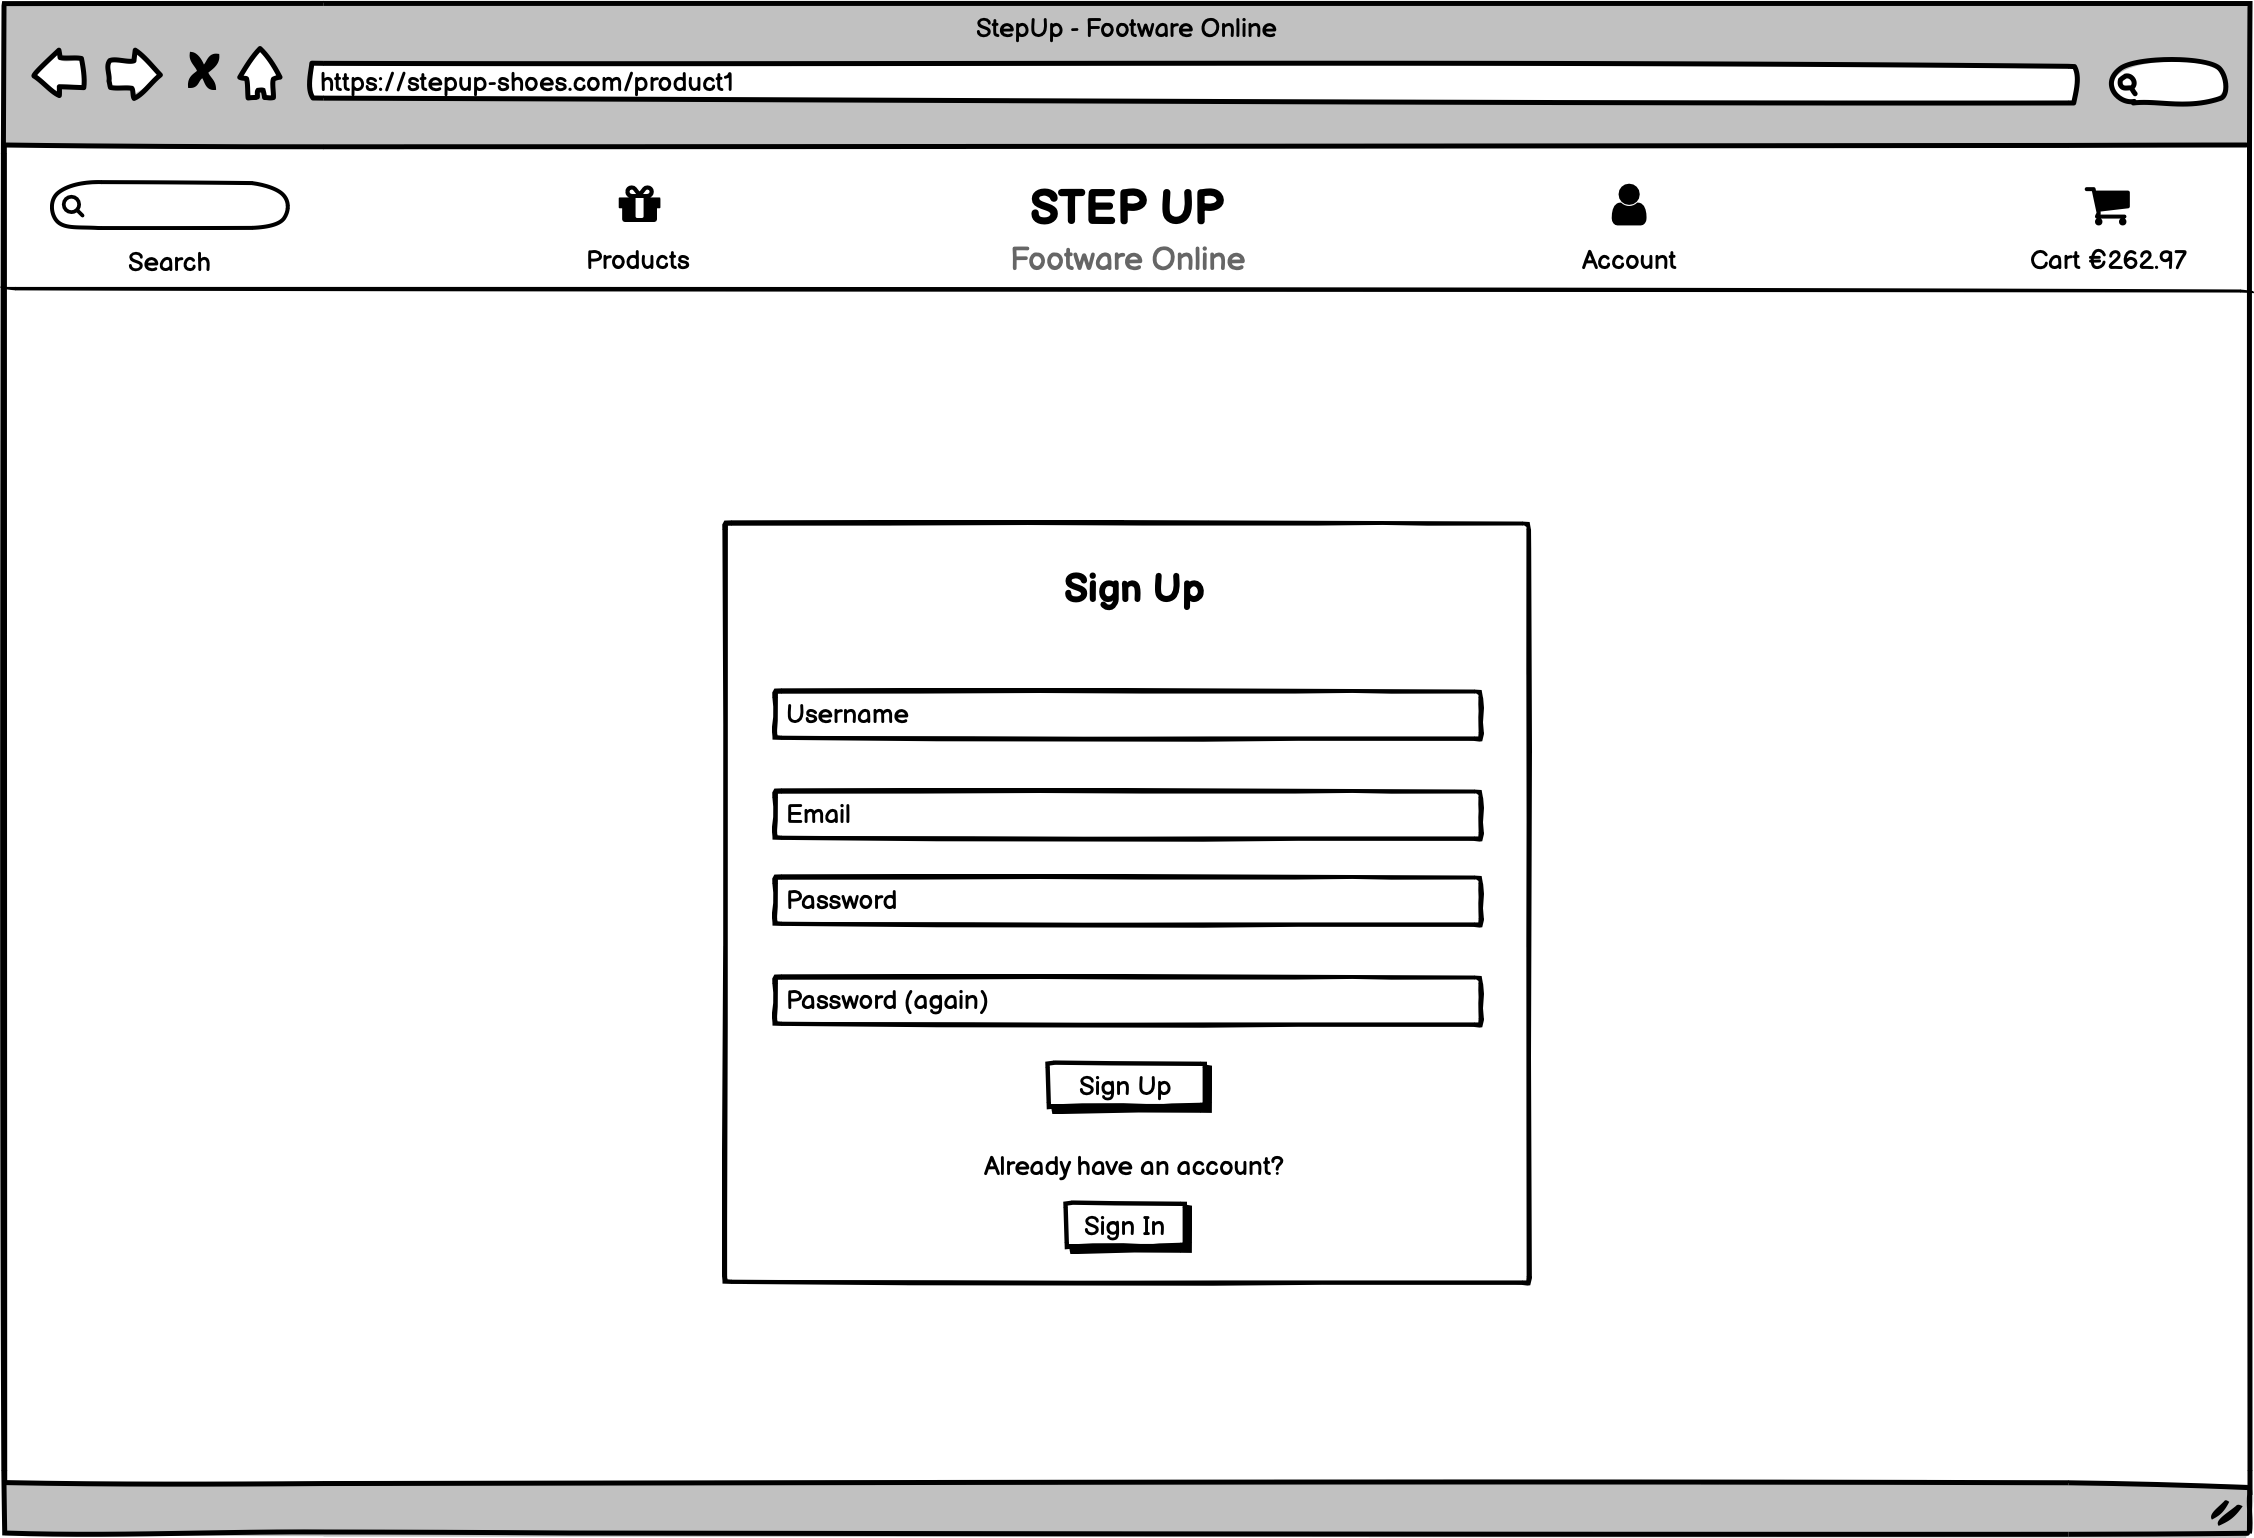 StepUp - Footware Online
https://stepup-shoes.com/product1
STEP UP
Footware Online
Search
Products
Account
Cart €262.97
Sign Up
Username
Email
Password
Password (again)
Sign Up
Already have an account?
Sign In